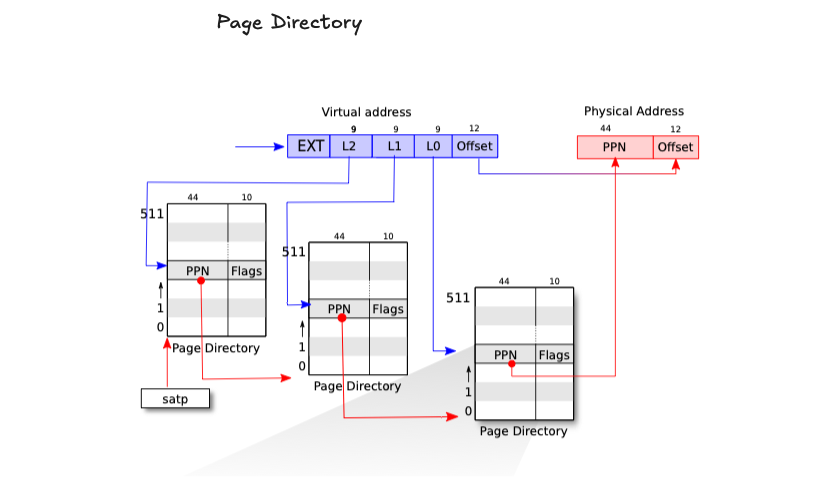 Page Directory
Virtual address
Physical Address
9 9 9 12
44 12
EXT L2 L1 L0 Offset
PPN Offset
44 10
511
PPN Flags
1
0
Page Directory
satp
44 10
511
PPN Flags
1
0
Page Directory
44 10
511
PPN Flags
1
0
Page Directory